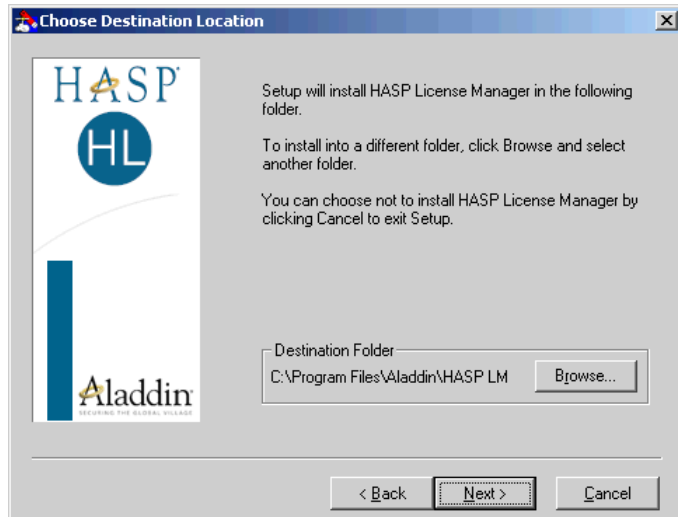 Choose Destination Location
HASP
HL
Aladdin
SECURING THE GLOBAL VILLAGE
Setup will install HASP License Manager in the following
folder.
To install into a different folder, click Browse and select
another folder.
You can choose not to install HASP License Manager by
clicking Cancel to exit Setup.
Destination Folder
C:\Program Files\Aladdin\HASP LM
Browse...
< Back
Next >
Cancel